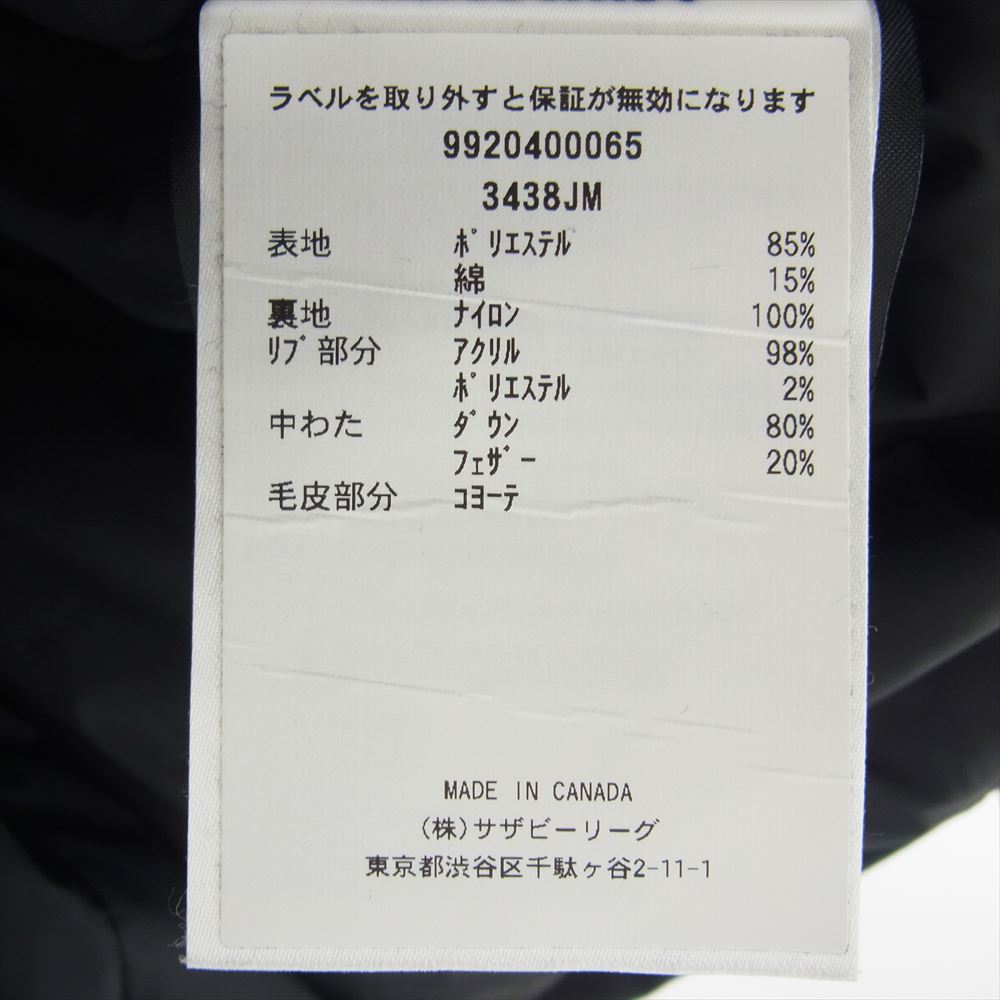 ラベルを取り外すと保証が無効になります
9920400065
3438JM
表地 ﾎﾟﾘｴｽﾃﾙ 85%
綿 15%
裏地 ﾅｲﾛﾝ 100%
ﾘﾌﾞ部分 ｱｸﾘﾙ 98%
ﾎﾟﾘｴｽﾃﾙ 2%
中わた ﾀﾞｳﾝ 80%
ﾌｪｻﾞｰ 20%
毛皮部分 ｺﾖｰﾃ
MADE IN CANADA
(株)サザビーリーグ
東京都渋谷区千駄ヶ谷2-11-1